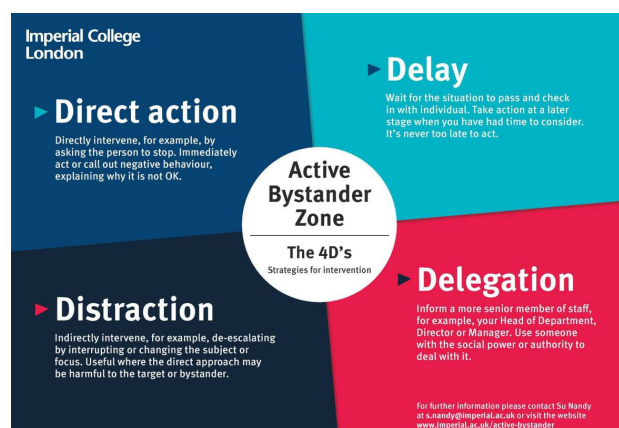 Imperial College
London
Direct action
Directly intervene, for example, by
asking the person to stop. Immediately
act or call out negative behaviour,
explaining why it is not OK.
Delay
Wait for the situation to pass and check
in with individual. Take action at a later
stage when you have had time to consider.
It's never too late to act.
Active
Bystander
Zone
The 4D's
Strategies for intervention
Distraction
Indirectly intervene, for example, de-escalating
by interrupting or changing the subject or
focus. Useful where the direct approach may
be harmful to the target or bystander.
Delegation
Inform a more senior member of staff,
for example, your Head of Department,
Director or Manager. Use someone
with the social power or authority to
deal with it.
For further information please contact Su Nandy
at s.nandy@imperial.ac.uk or visit the website
www.imperial.ac.uk/active-bystander